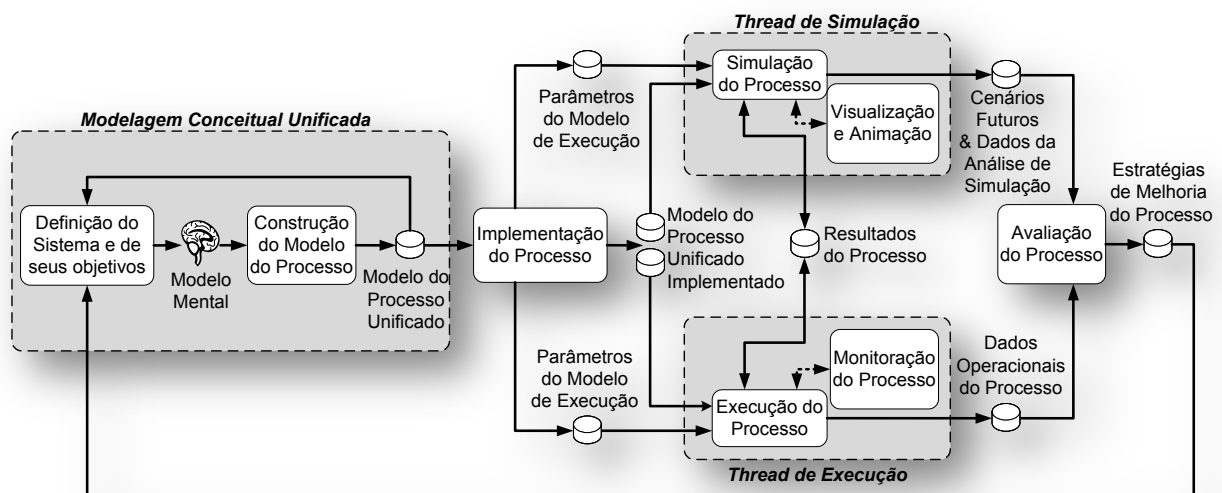 Modelagem Conceitual Unificada
Definição do
Sistema e de
seus objetivos
Modelo
Mental
Construção
do Modelo
do Processo
Modelo do
Processo
Unificado
Implementação
do Processo
Parâmetros
do Modelo
de Execução
Modelo do
Processo
Unificado
Implementado
Parâmetros
do Modelo
de Execução
Thread de Simulação
Simulação
do Processo
Visualização
e Animação
Resultados
do Processo
Monitoração
do Processo
Execução do
Processo
Thread de Execução
Cenários
Futuros
& Dados da
Análise de
Simulação
Dados
Operacionais
do Processo
Avaliação
do Processo
Estratégias
de Melhoria
do Processo